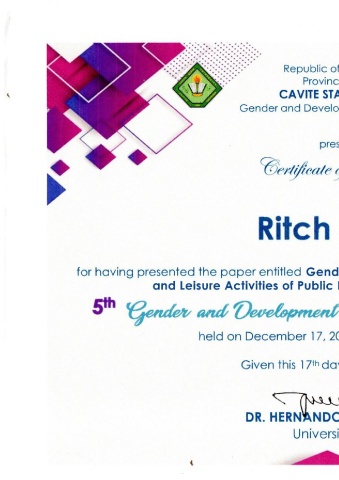 Republic of
Provinc
CAVITE STA
Gender and Develo
pres
Certificate
Ritch
for having presented the paper entitled Gend
and Leisure Activities of Public
5th Gender and Development
held on December 17, 20
Given this 17th day
DR. HERNANDO
Universi